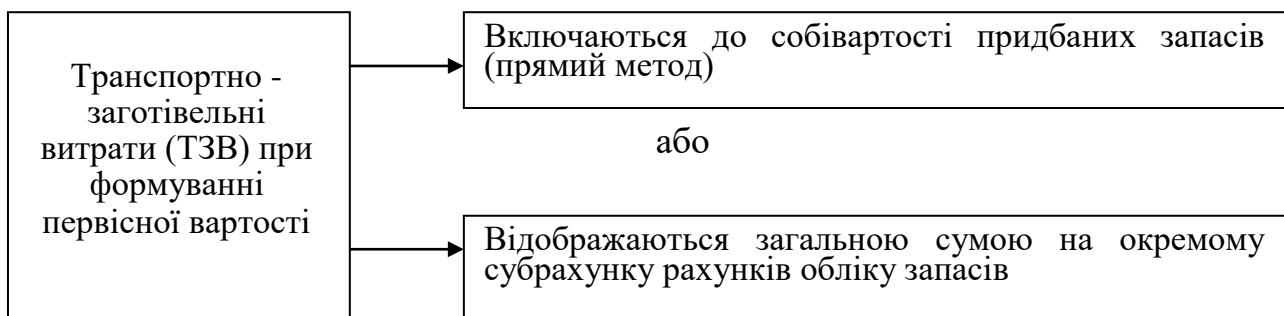 Транспортно -
заготівельні
витрати (ТЗВ) при
формуванні
первісної вартості
Включаються до собівартості придбаних запасів
(прямий метод)
або
Відображаються загальною сумою на окремому
субрахунку рахунків обліку запасів